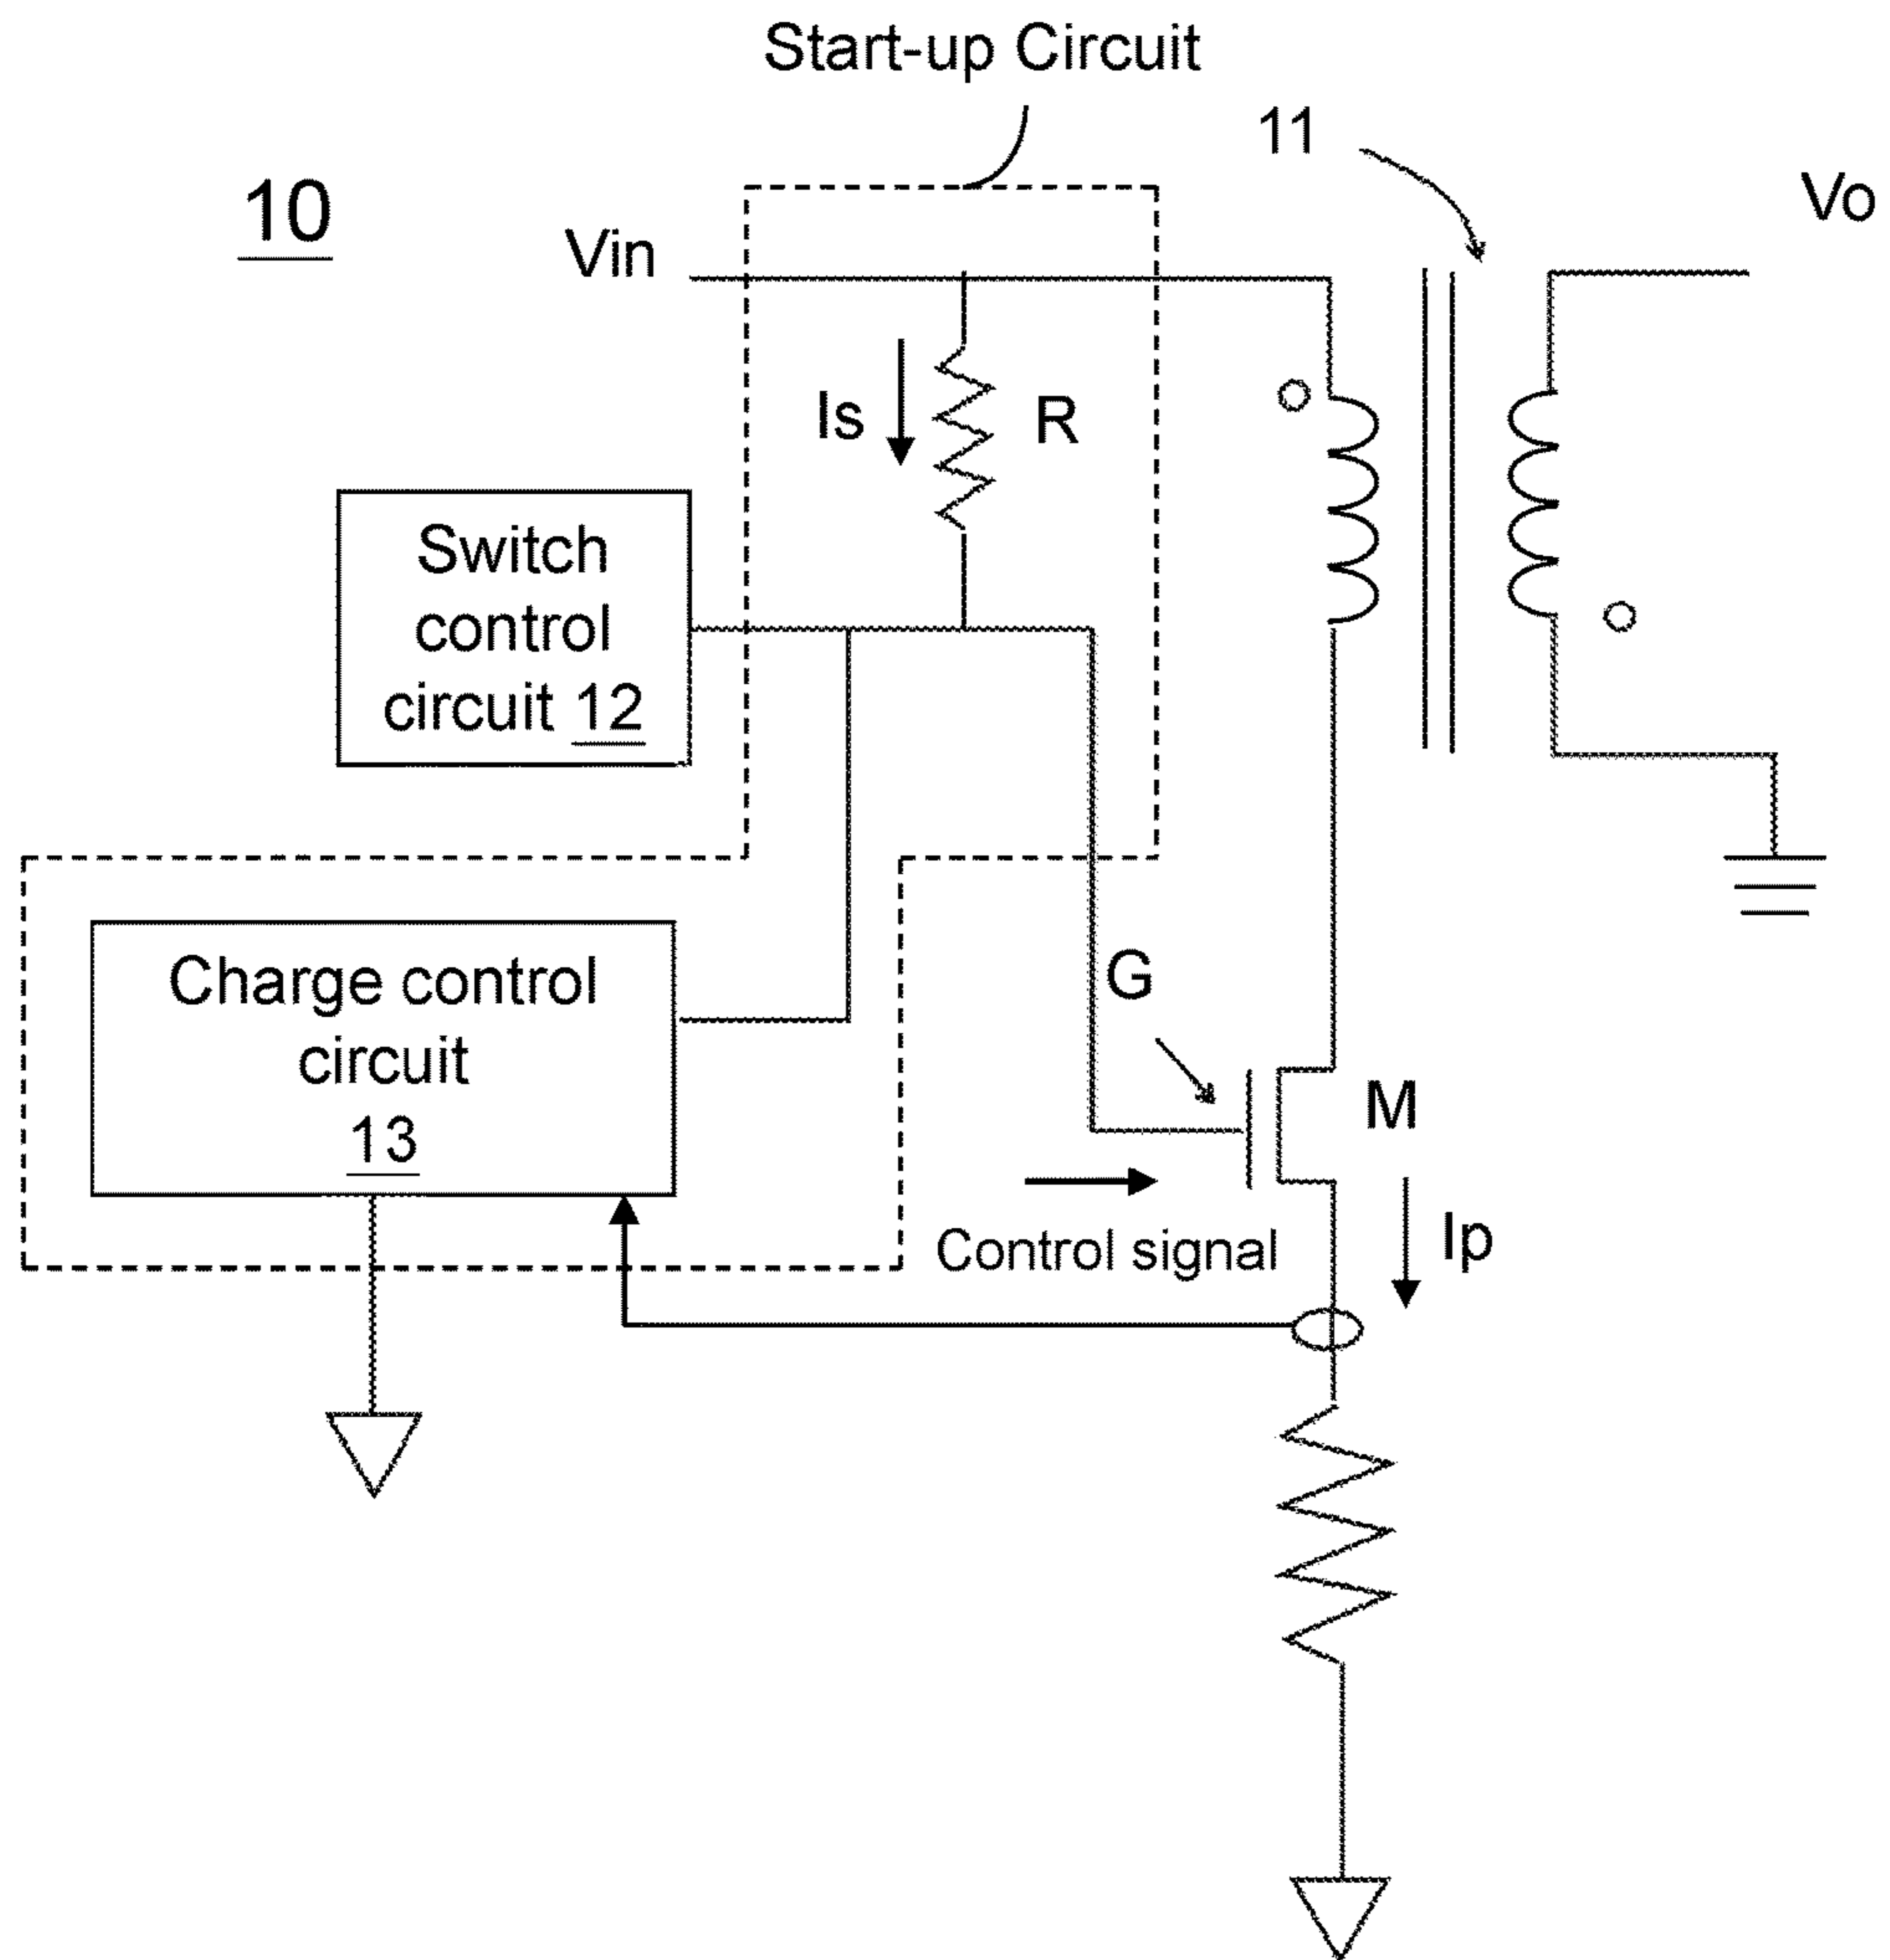 Start-up Circuit
11
10
Vin
Vo
Is
R
Switch
control
circuit 12
Charge control
circuit
13
G
M
Control signal
Ip